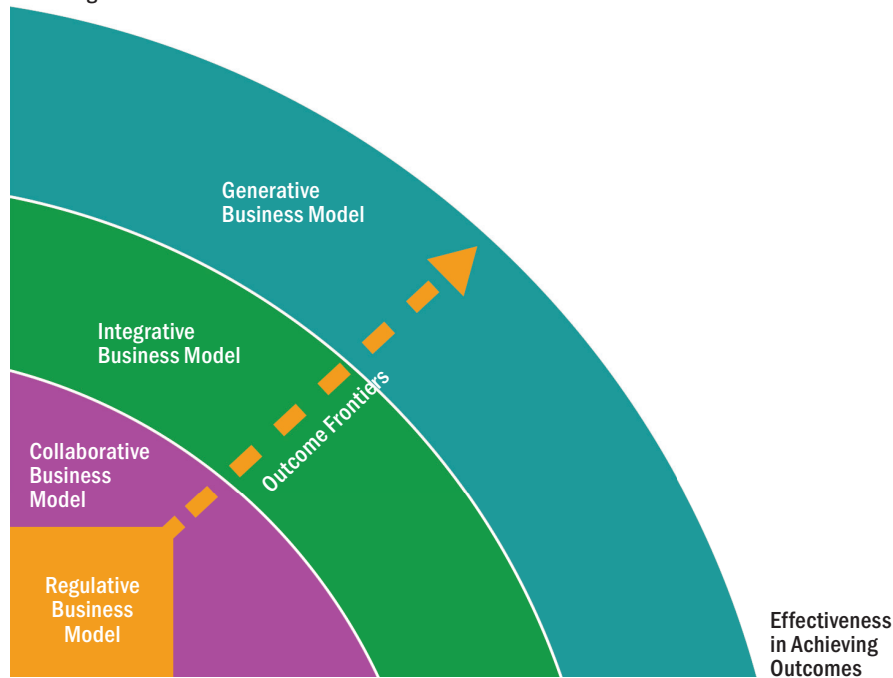 Generative
Business Model
Integrative
Business Model
Outcome Frontiers
Collaborative
Business
Model
Regulative
Business
Model
Effectiveness
in Achieving
Outcomes